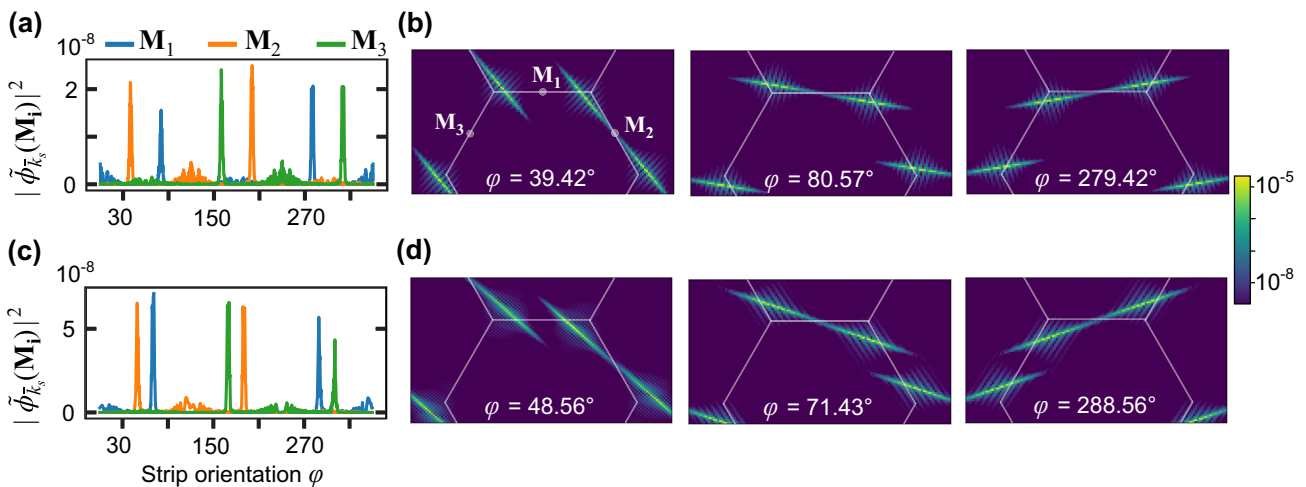 (a)
10⁻⁸ M₁ M₂ M₃
|ϕ̃_k̄ₛ(Mᵢ)|²
2
0
30 150 270
(b)
M₁
M₃ M₂
φ = 39.42° φ = 80.57° φ = 279.42°
10⁻⁵
10⁻⁸
(c)
10⁻⁸
|ϕ̃_k̄ₛ(Mᵢ)|²
5
0
30 150 270
Strip orientation φ
(d)
φ = 48.56° φ = 71.43° φ = 288.56°